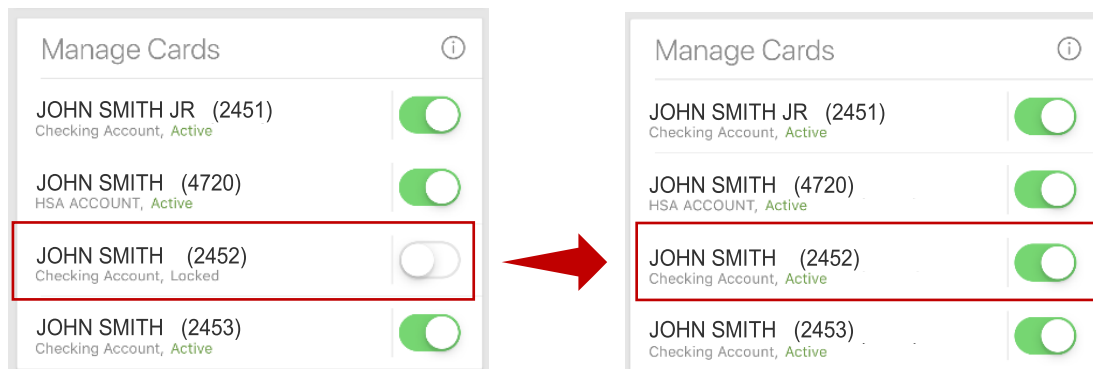 Manage Cards
JOHN SMITH JR (2451)
Checking Account, Active
JOHN SMITH (4720)
HSA ACCOUNT, Active
JOHN SMITH (2452)
Checking Account, Locked
JOHN SMITH (2453)
Checking Account, Active
Manage Cards
JOHN SMITH JR (2451)
Checking Account, Active
JOHN SMITH (4720)
HSA ACCOUNT, Active
JOHN SMITH (2452)
Checking Account, Active
JOHN SMITH (2453)
Checking Account, Active